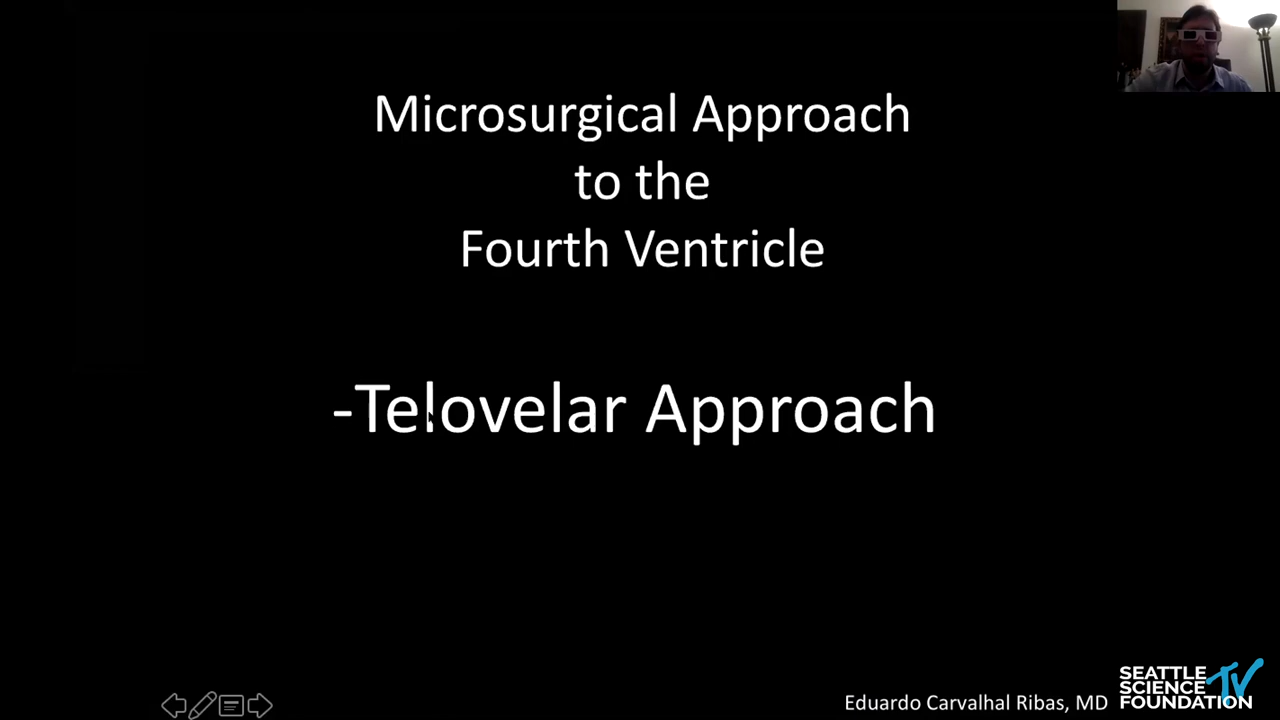 Microsurgical Approach
to the
Fourth Ventricle
-Telovelar Approach
Eduardo Carvalhal Ribas, MD
SEATTLE
SCIENCE
FOUNDATION
TV